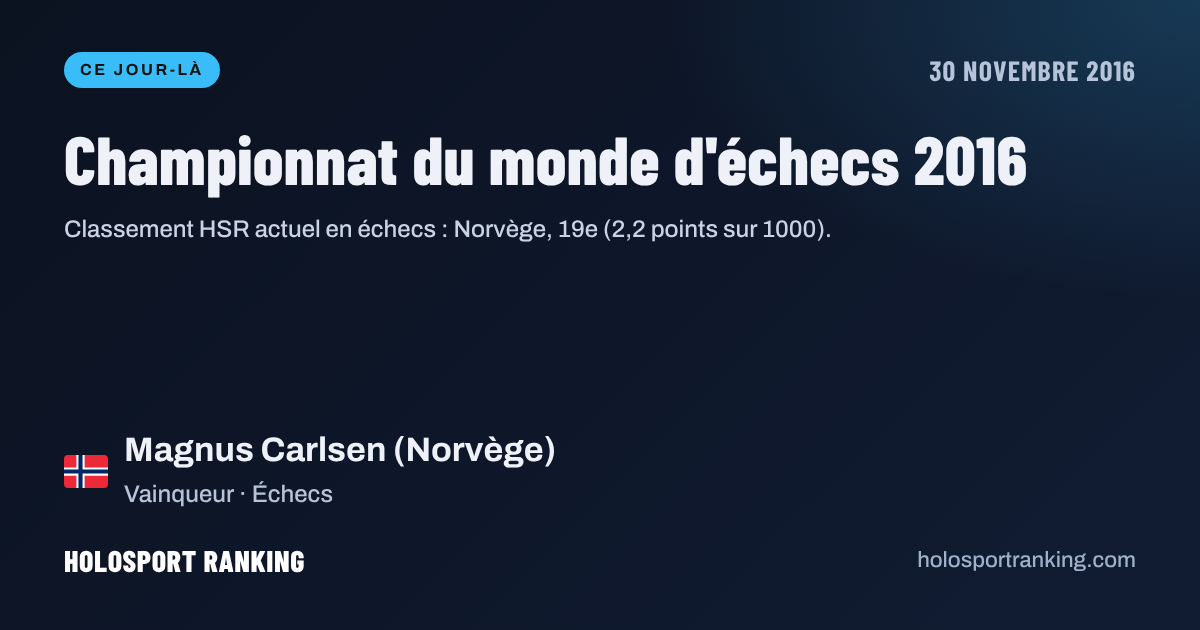 CE JOUR-LÀ
30 NOVEMBRE 2016
Championnat du monde d'échecs 2016
Classement HSR actuel en échecs : Norvège, 19e (2,2 points sur 1000).
Magnus Carlsen (Norvège)
Vainqueur · Échecs
HOLOSPORT RANKING
holosportranking.com